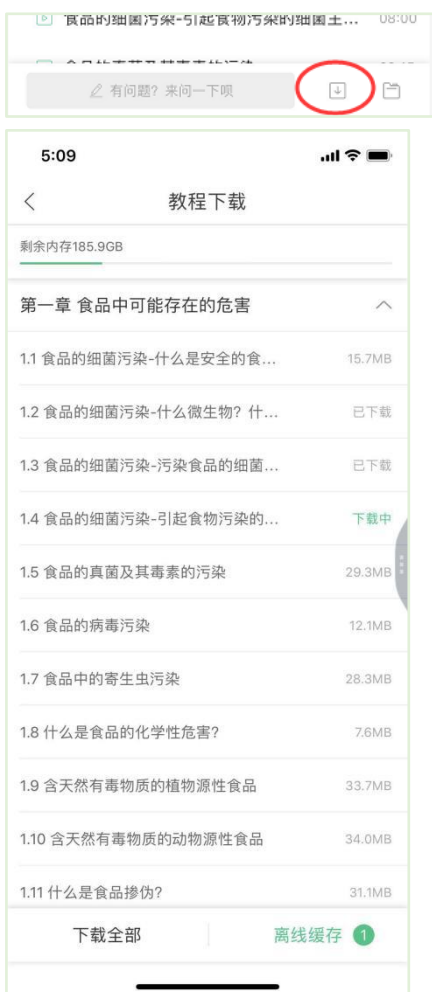 食品的细菌污染-引起食物污染的细菌主... 08:00
有问题？来问一下呗
5:09
教程下载
剩余内存185.9GB
第一章 食品中可能存在的危害
1.1 食品的细菌污染-什么是安全的食... 15.7MB
1.2 食品的细菌污染-什么微生物？什... 已下载
1.3 食品的细菌污染-污染食品的细菌... 已下载
1.4 食品的细菌污染-引起食物污染的... 下载中
1.5 食品的真菌及其毒素的污染 29.3MB
1.6 食品的病毒污染 12.1MB
1.7 食品中的寄生虫污染 28.3MB
1.8 什么是食品的化学性危害? 7.6MB
1.9 含天然有毒物质的植物源性食品 33.7MB
1.10 含天然有毒物质的动物源性食品 34.0MB
1.11 什么是食品掺伪? 31.1MB
下载全部 离线缓存 1